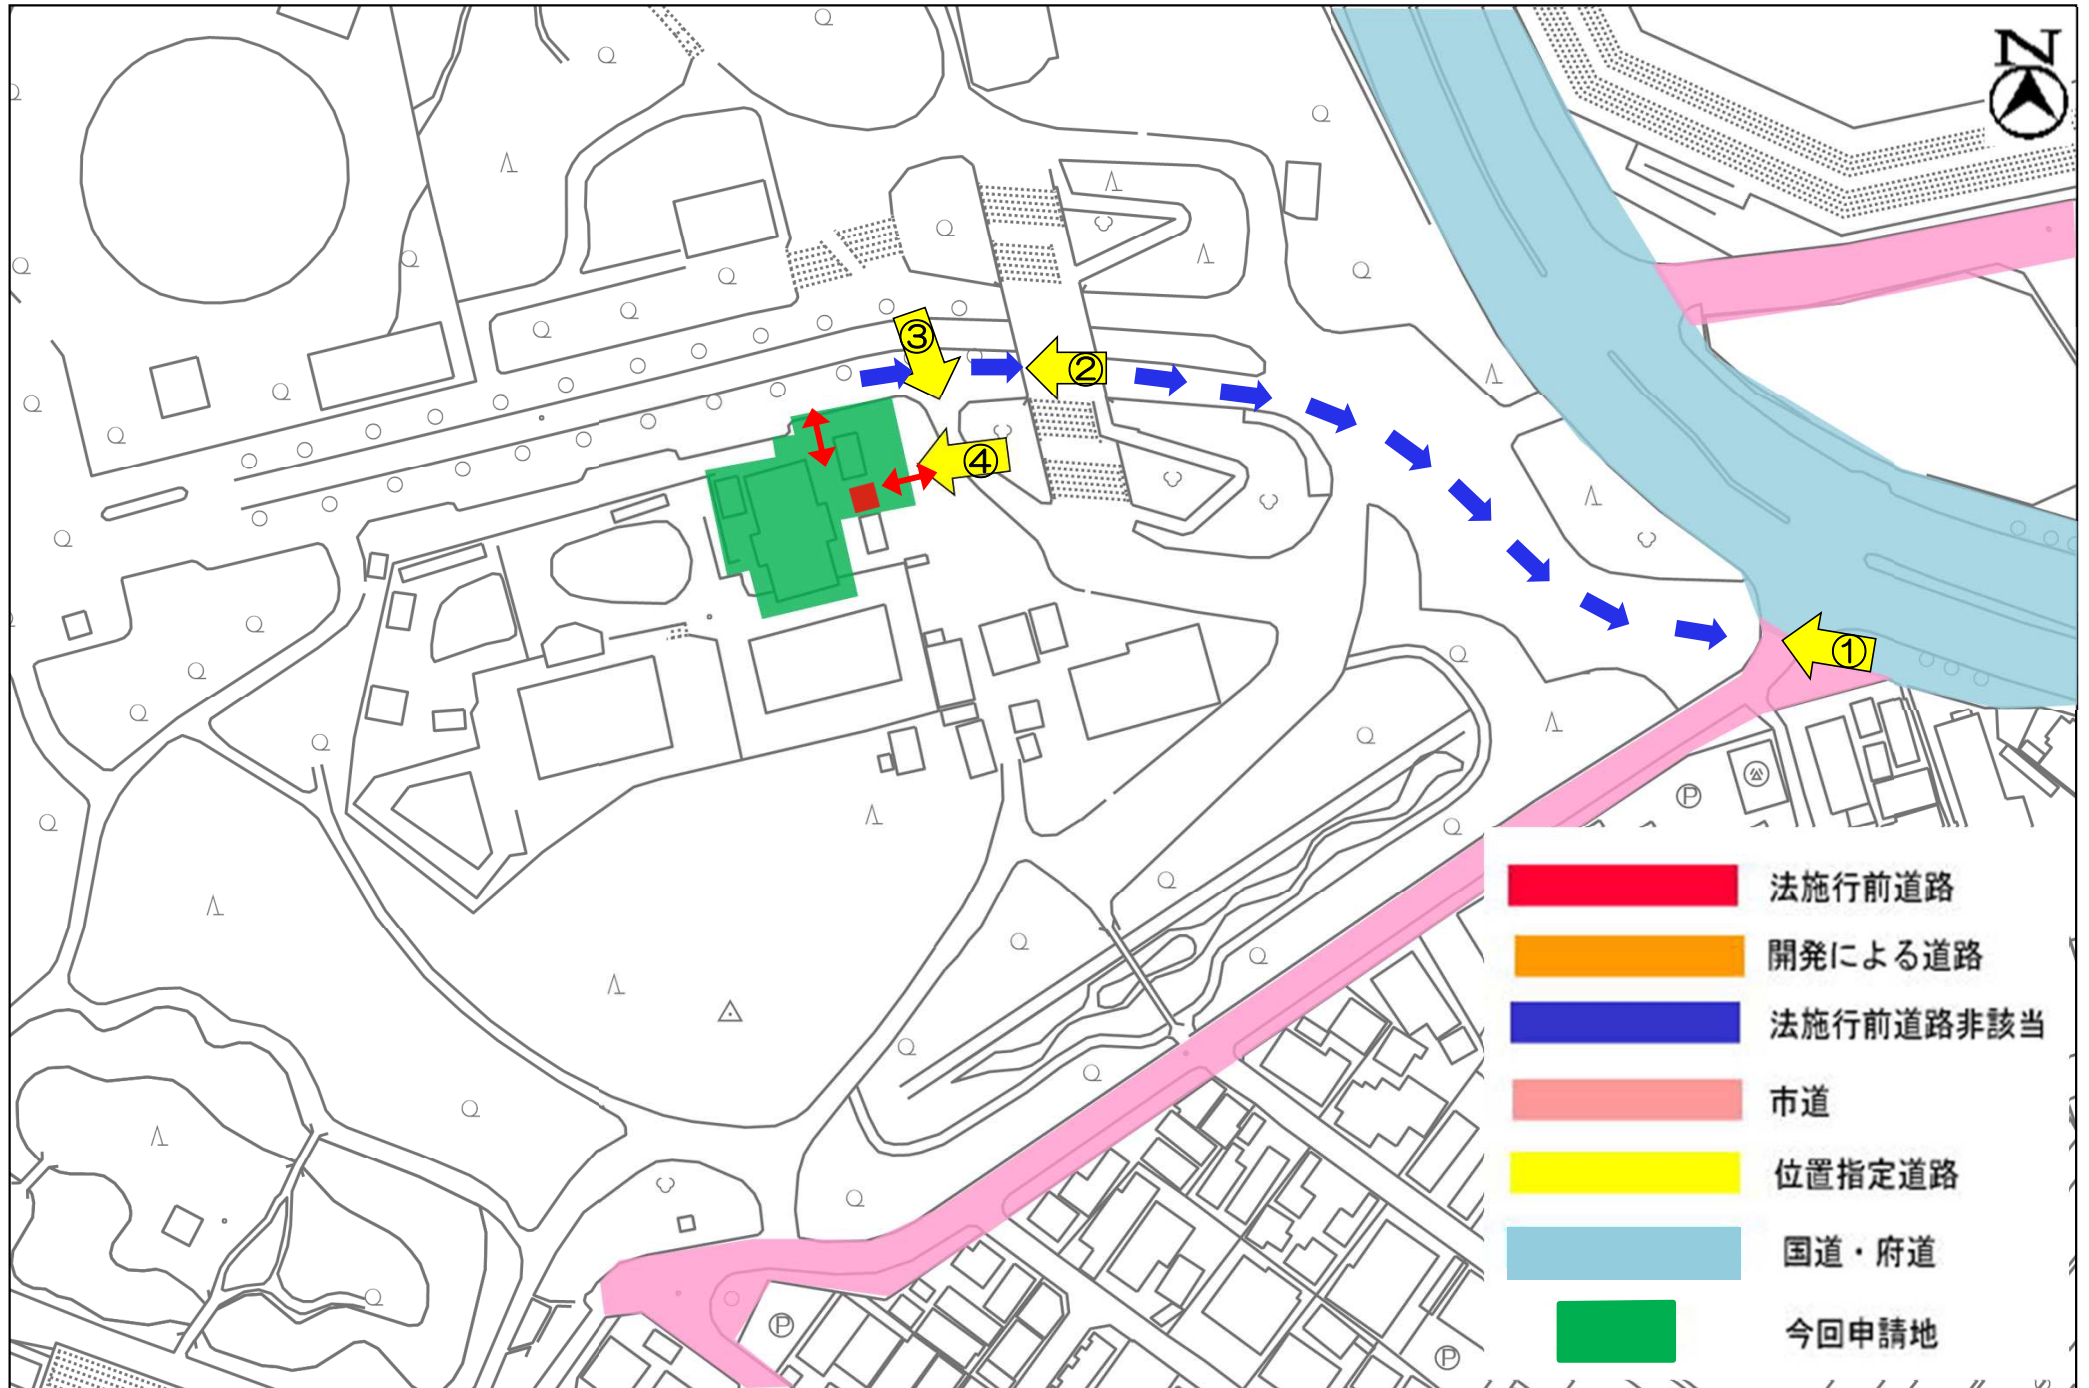 N
③
②
④
①
Ⓟ
法施行前道路
開発による道路
法施行前道路非該当
市道
位置指定道路
国道・府道
今回申請地
Ⓟ
Ⓟ